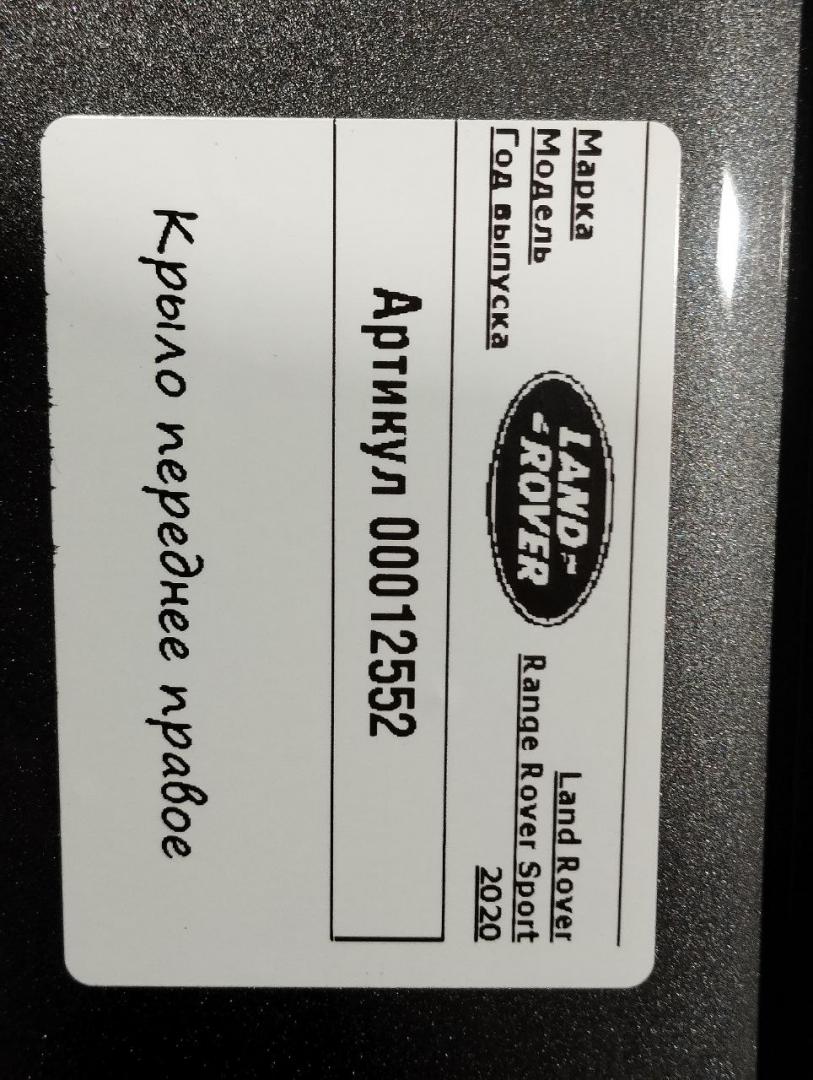 Марка
Land Rover
Модель
Range Rover Sport
Год выпуска
2020
LAND
ROVER
Артикул 00012552
Крыло переднее правое